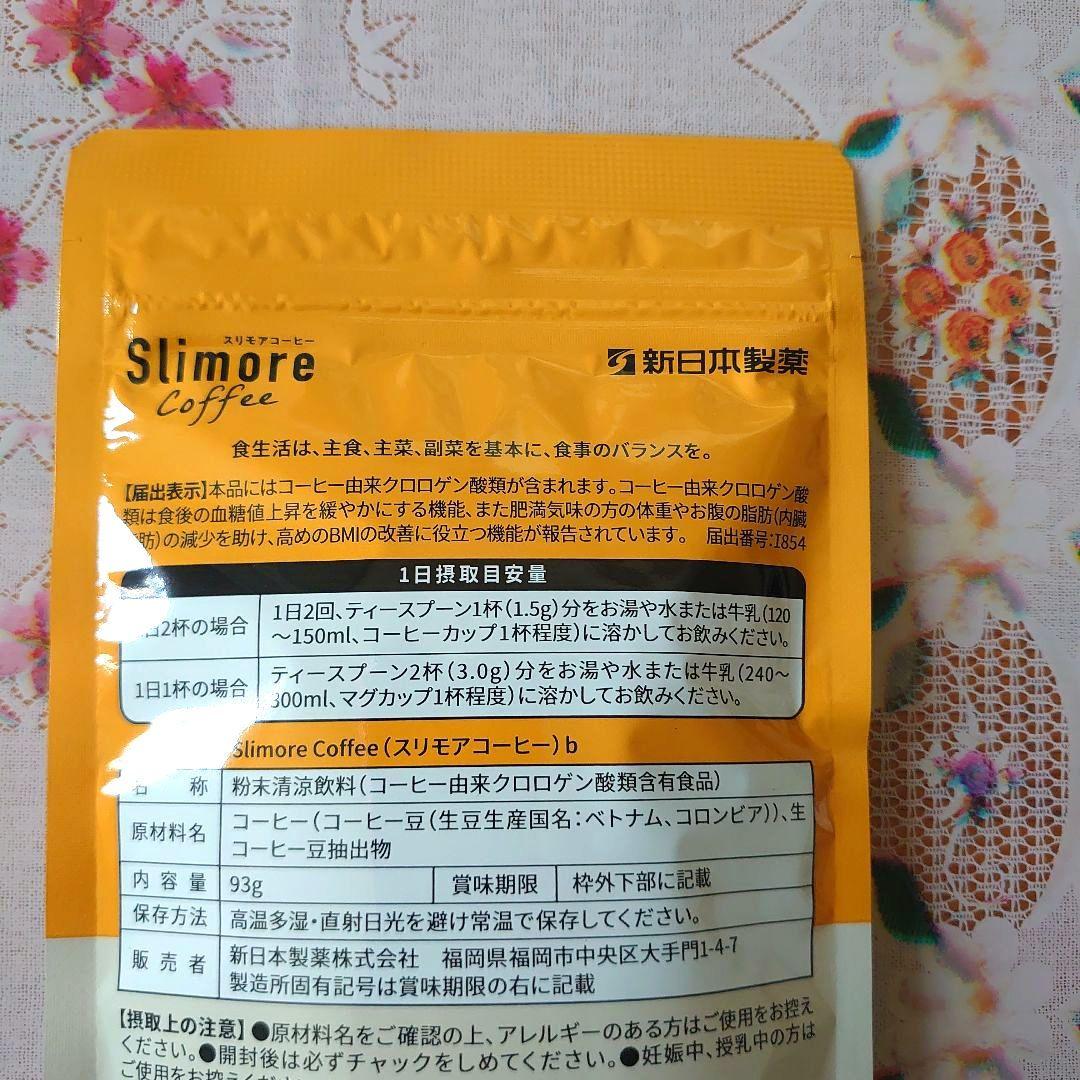 スリモアコーヒー
Slimore
Coffee
新日本製薬
食生活は、主食、主菜、副菜を基本に、食事のバランスを。
【届出表示】本品にはコーヒー由来クロロゲン酸類が含まれます。コーヒー由来クロロゲン酸
類は食後の血糖値上昇を緩やかにする機能、また肥満気味の方の体重やお腹の脂肪(内臓
脂肪)の減少を助け、高めのBMIの改善に役立つ機能が報告されています。 届出番号:I854
1日摂取目安量
1日2杯の場合
1日2回、ティースプーン1杯(1.5g)分をお湯や水または牛乳(120
～150ml、コーヒーカップ1杯程度)に溶かしてお飲みください。
1日1杯の場合
ティースプーン2杯(3.0g)分をお湯や水または牛乳(240～
300ml、マグカップ1杯程度)に溶かしてお飲みください。
Slimore Coffee(スリモアコーヒー)b
名称 粉末清涼飲料(コーヒー由来クロロゲン酸類含有食品)
原材料名 コーヒー(コーヒー豆(生豆生産国名:ベトナム、コロンビア))、生
コーヒー豆抽出物
内容量 93g 賞味期限 枠外下部に記載
保存方法 高温多湿・直射日光を避け常温で保存してください。
販売者 新日本製薬株式会社 福岡県福岡市中央区大手門1-4-7
製造所固有記号は賞味期限の右に記載
【摂取上の注意】●原材料名をご確認の上、アレルギーのある方はご使用をお控え
ください。●開封後は必ずチャックをしめてください。●妊娠中、授乳中の方は
ご使用をお控えくだ